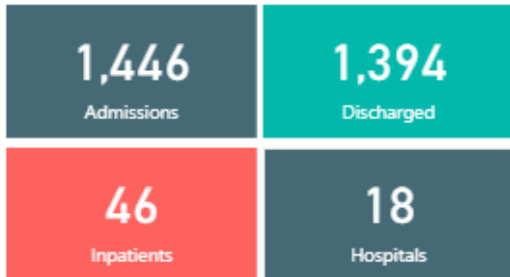 1,446
Admissions
1,394
Discharged
46
Inpatients
18
Hospitals